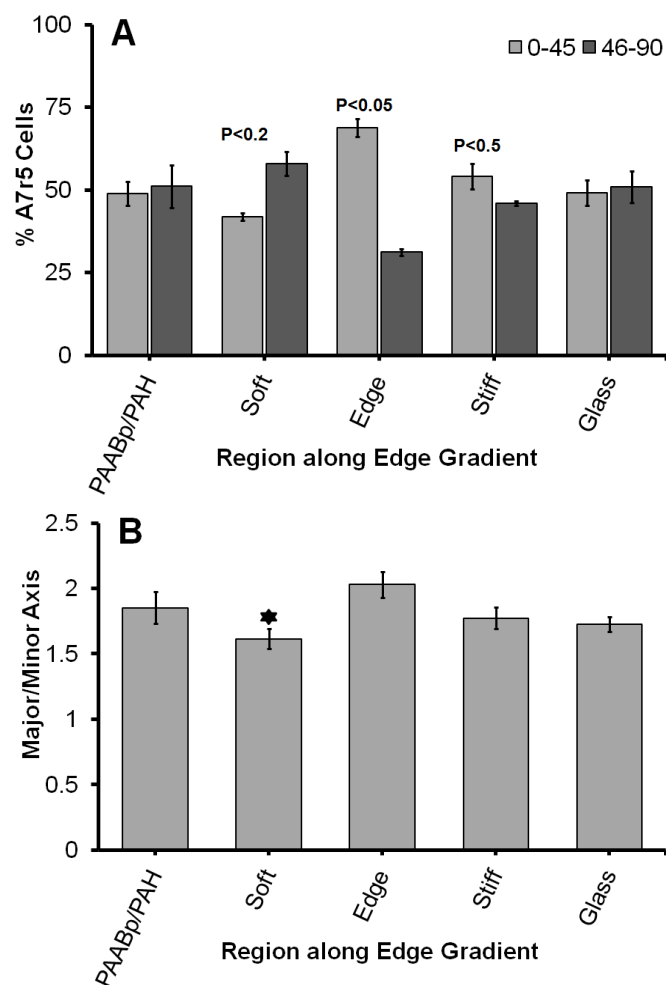 A
0-45 46-90
100
75
50
25
0
% A7r5 Cells
P<0.2
P<0.05
P<0.5
PAABp/PAH
Soft
Edge
Stiff
Glass
Region along Edge Gradient
B
2.5
2
1.5
1
0.5
0
Major/Minor Axis
PAABp/PAH
Soft
Edge
Stiff
Glass
Region along Edge Gradient